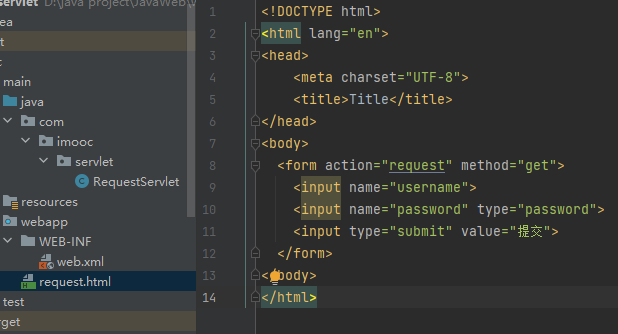 servlet D:\java project\JavaWeb\
ea
t
t
main
java
com
imooc
servlet
RequestServlet
resources
webapp
WEB-INF
web.xml
request.html
test
rget
1 <!DOCTYPE html>
2 <html lang="en">
3 <head>
4 <meta charset="UTF-8">
5 <title>Title</title>
6 </head>
7 <body>
8 <form action="request" method="get">
9 <input name="username">
10 <input name="password" type="password">
11 <input type="submit" value="提交">
12 </form>
13 </body>
14 </html>